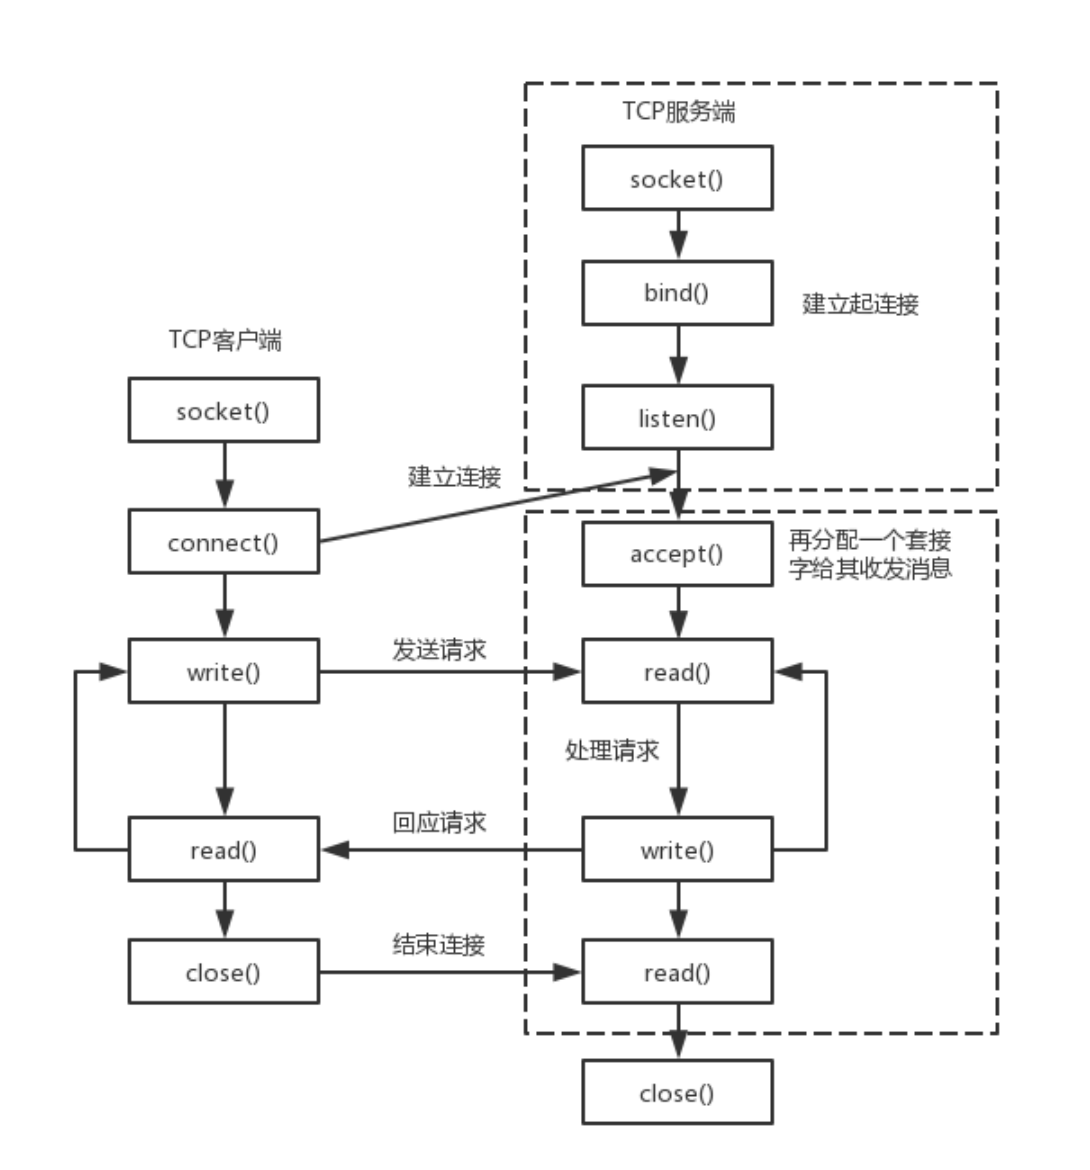 TCP服务端
socket()
bind()
建立起连接
listen()
TCP客户端
socket()
建立连接
connect()
accept()
再分配一个套接
字给其收发消息
write()
发送请求
read()
处理请求
read()
回应请求
write()
close()
结束连接
read()
close()